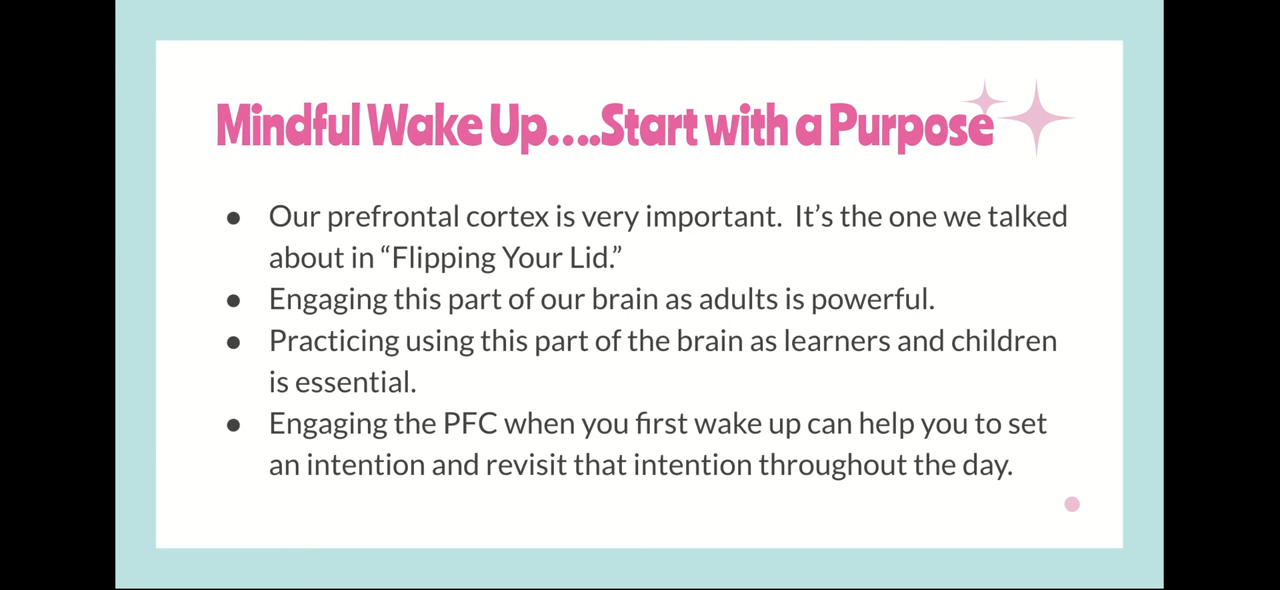 Mindful Wake Up....Start with a Purpose
● Our prefrontal cortex is very important.  It’s the one we talked
about in “Flipping Your Lid.”
● Engaging this part of our brain as adults is powerful.
● Practicing using this part of the brain as learners and children
is essential.
● Engaging the PFC when you first wake up can help you to set
an intention and revisit that intention throughout the day.